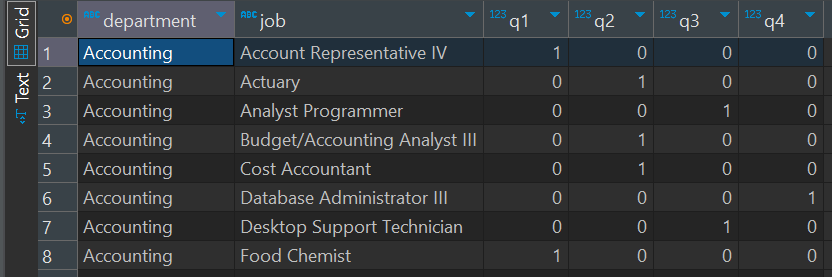 Grid
Text
ABC department ABC job 123 q1 123 q2 123 q3 123 q4
1 Accounting Account Representative IV 1 0 0 0
2 Accounting Actuary 0 1 0 0
3 Accounting Analyst Programmer 0 0 1 0
4 Accounting Budget/Accounting Analyst III 0 1 0 0
5 Accounting Cost Accountant 0 1 0 0
6 Accounting Database Administrator III 0 0 0 1
7 Accounting Desktop Support Technician 0 0 1 0
8 Accounting Food Chemist 1 0 0 0